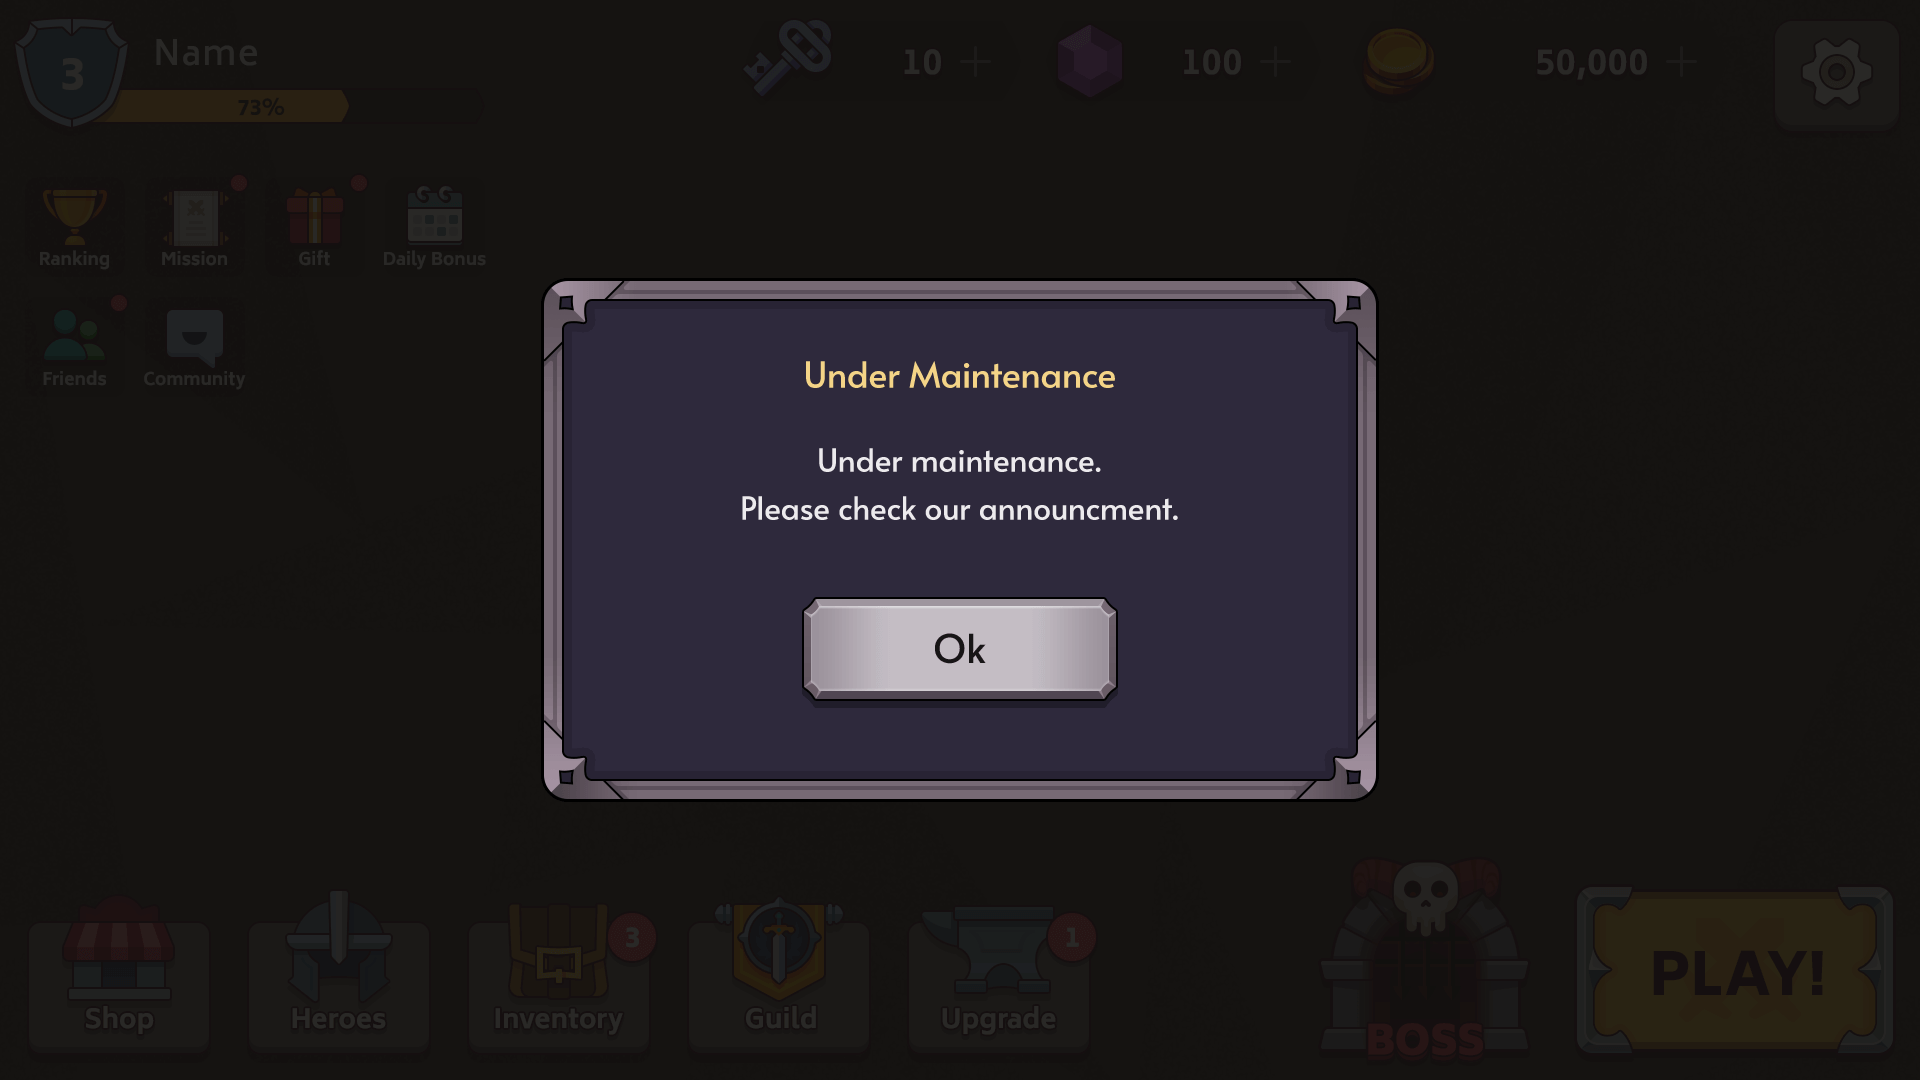 3
Name
73%
10
100
50,000
Ranking
Mission
Gift
Daily Bonus
Friends
Community
Under Maintenance
Under maintenance.
Please check our announcment.
Ok
Shop
Heroes
3
Inventory
Guild
1
Upgrade
BOSS
PLAY!